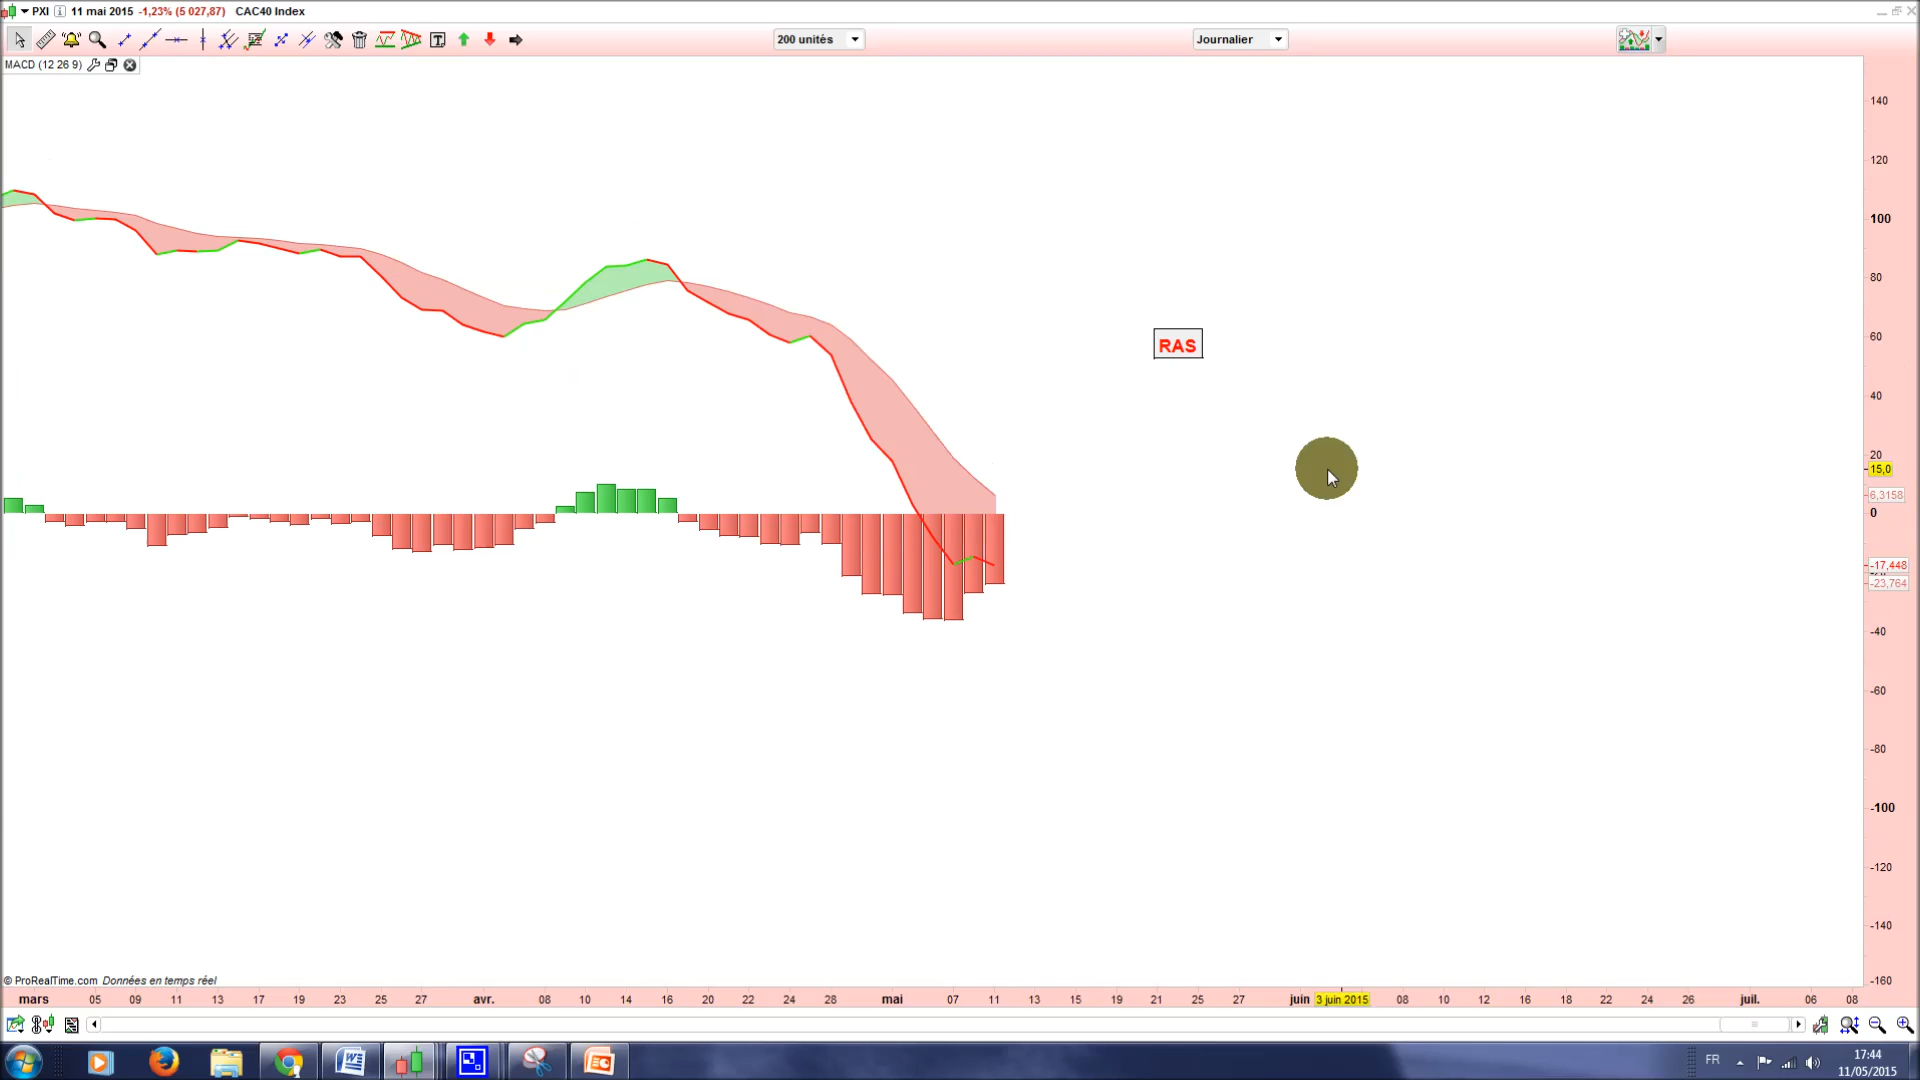 PXI 11 mai 2015 -1,23% (5 027,87) CAC40 Index
200 unités
Journalier
MACD (12 26 9)
140
120
100
80
60
40
20
15,0
6,3158
0
-17,448
-23,764
-40
-60
-80
-100
-120
-140
-160
RAS
© ProRealTime.com Données en temps réel
mars 05 09 11 13 17 19 23 25 27 avr. 08 10 14 16 20 22 24 28 mai 07 11 13 15 19 21 25 27 juin 3 juin 2015 08 10 12 16 18 22 24 26 juil. 06 08
FR
17:44
11/05/2015